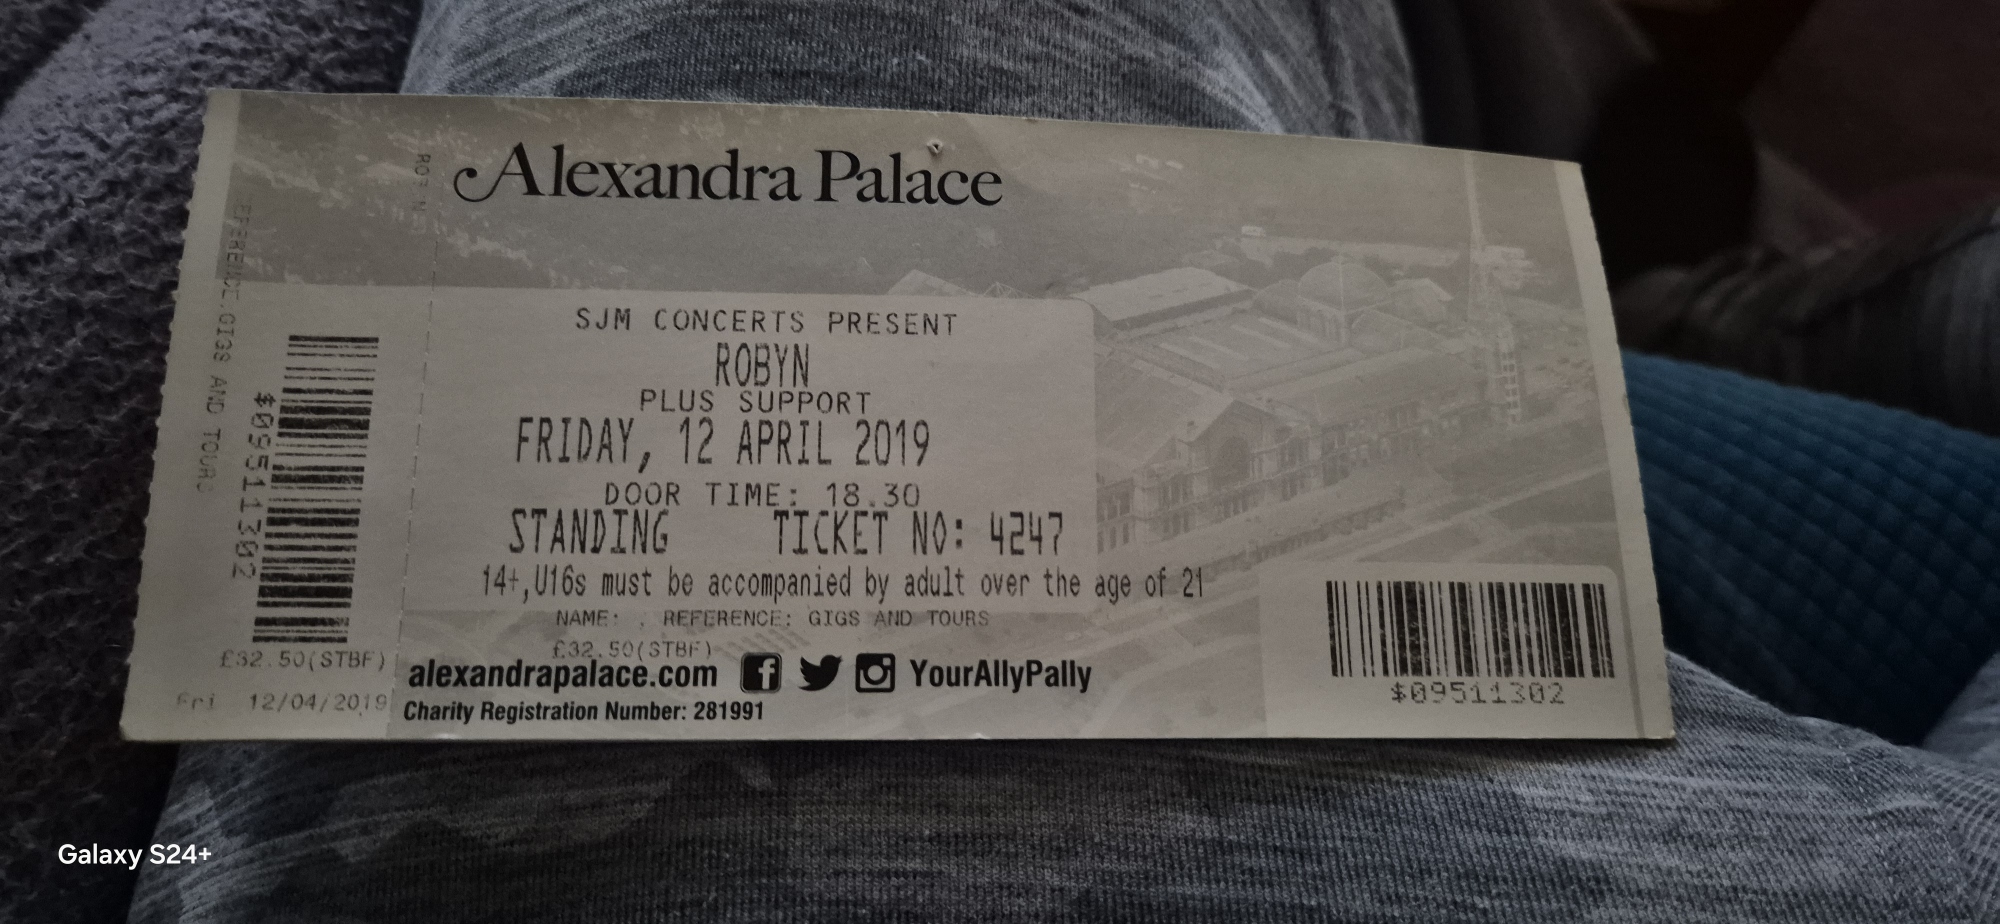 Alexandra Palace
SJM CONCERTS PRESENT
ROBYN
PLUS SUPPORT
FRIDAY, 12 APRIL 2019
DOOR TIME: 18.30
STANDING TICKET NO: 4247
14+,U16s must be accompanied by adult over the age of 21
NAME: . REFERENCE: GIGS AND TOURS
£32.50(STBF)
alexandrapalace.com YourAllyPally
Charity Registration Number: 281991
$09511302
GIGS AND TOURS
$09511302
£32.50(STBF)
Fri 12/04/2019
Galaxy S24+